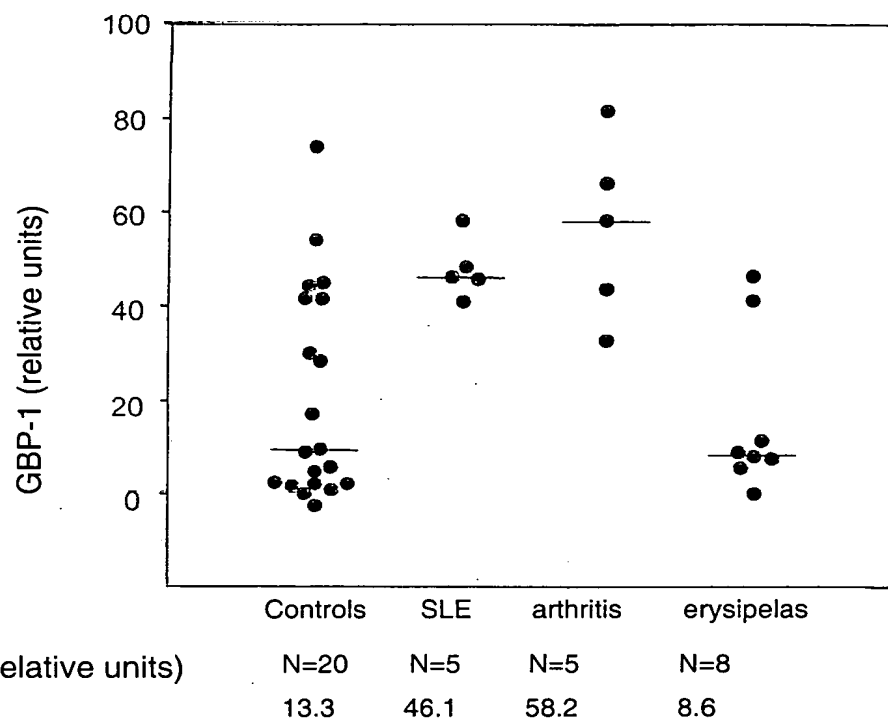 100
80
60
40
20
0
GBP-1 (relative units)
Controls SLE arthritis erysipelas
elative units) N=20 N=5 N=5 N=8
13.3 46.1 58.2 8.6